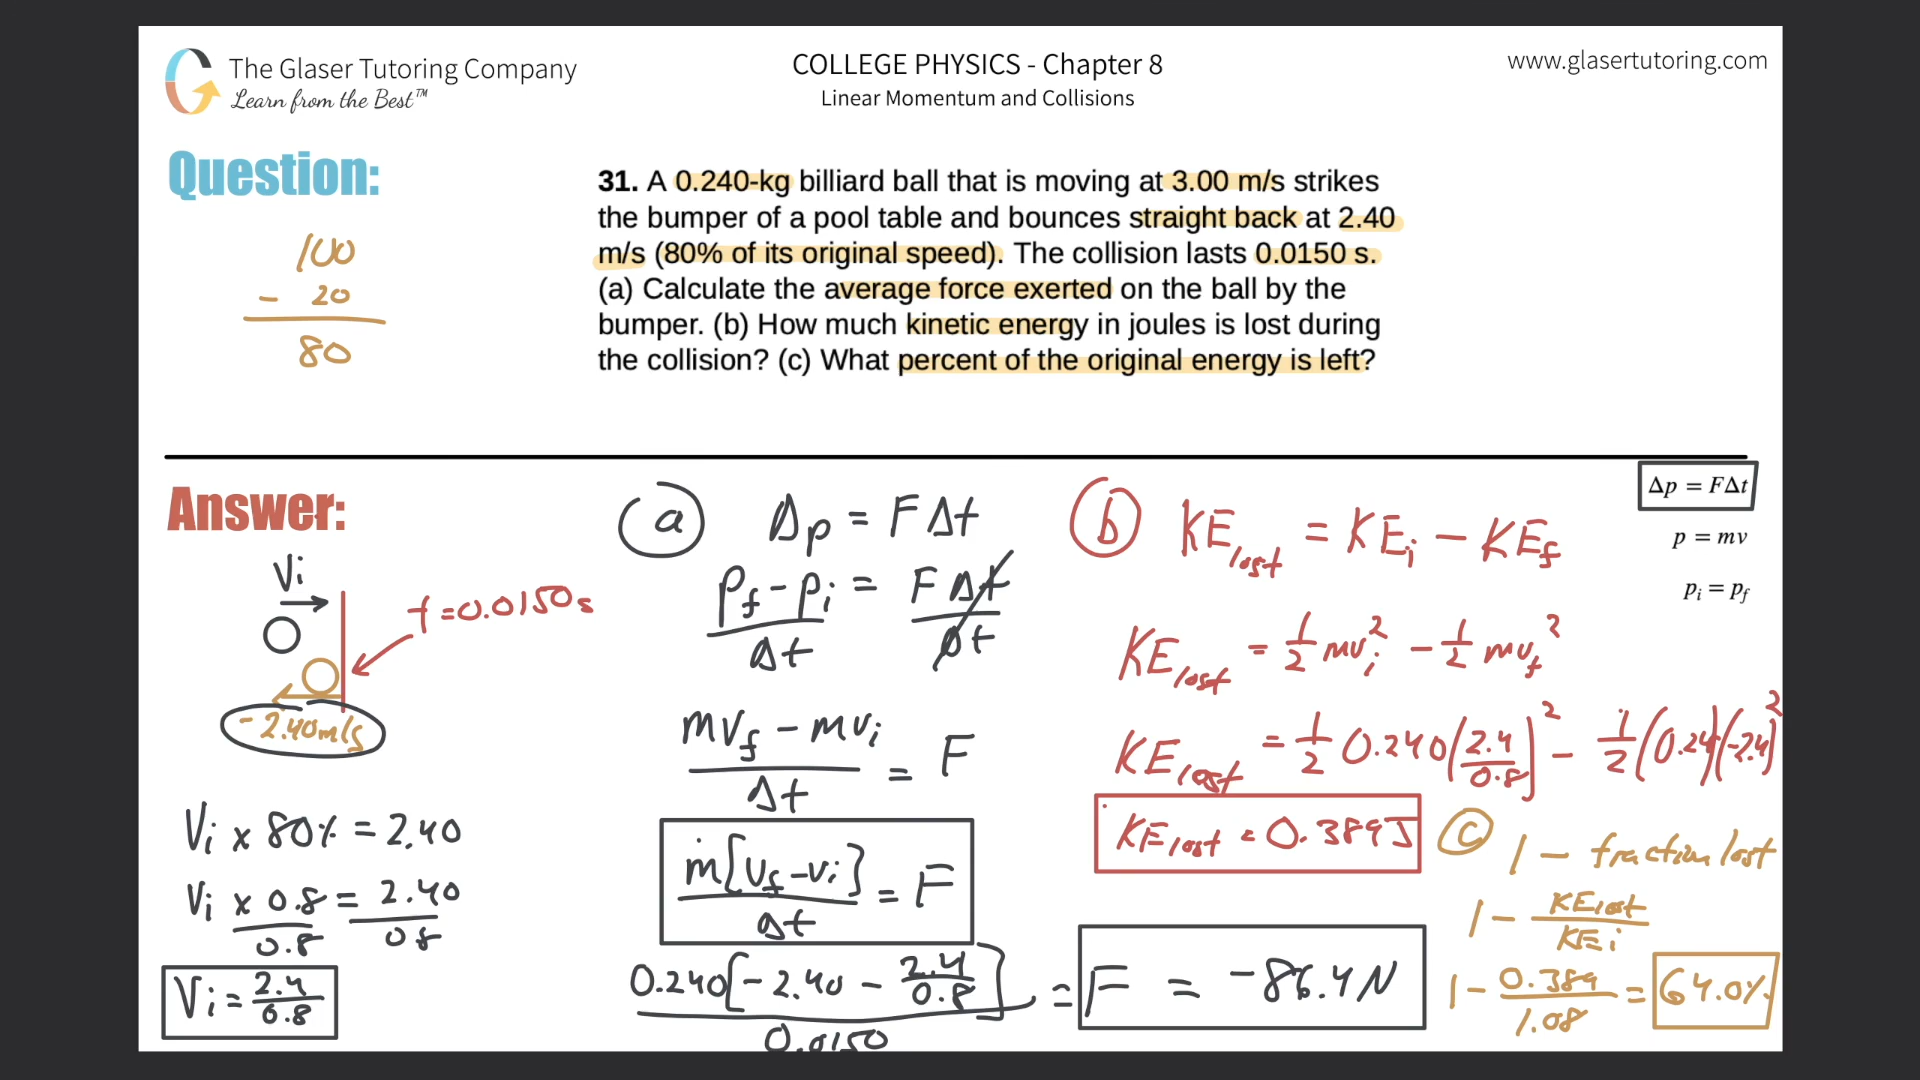 The Glaser Tutoring Company
Learn from the Best™
COLLEGE PHYSICS - Chapter 8
Linear Momentum and Collisions
www.glasertutoring.com
Question:
100
- 20
80
31. A 0.240-kg billiard ball that is moving at 3.00 m/s strikes
the bumper of a pool table and bounces straight back at 2.40
m/s (80% of its original speed). The collision lasts 0.0150 s.
(a) Calculate the average force exerted on the ball by the
bumper. (b) How much kinetic energy in joules is lost during
the collision? (c) What percent of the original energy is left?
Answer:
Vi
t=0.0150s
-2.40m/s
Vi x 80% = 2.40
Vi x 0.8 = 2.40
0.8 0.8
Vi = 2.4/0.8
(a) Δp = FΔt
pf - pi = FΔt
Δt Δt
mvf - mvi = F
Δt
m[vf - vi] = F
Δt
0.240[-2.40 - 2.4/0.8] = F = -86.4N
0.0150
(b) KElost = KEi - KEf
KElost = 1/2 mvi² - 1/2 mvf²
KElost = 1/2 0.240(2.4/0.8)² - 1/2(0.24)(-2.4)²
KElost = 0.389J
Δp = FΔt
p = mv
pi = pf
(c) 1 - fraction lost
1 - KElost/KEi
1 - 0.389/1.08 = 64.0%